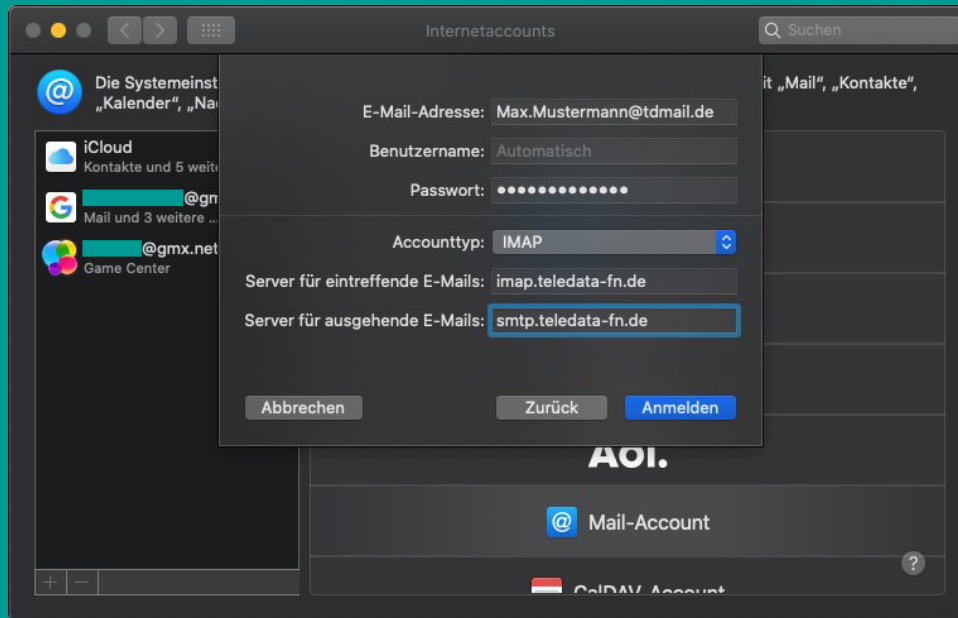 Internetaccounts
Suchen
Die Systemeinst
it „Mail“, „Kontakte“,
„Kalender“, „Na
iCloud
Kontakte und 5 weite
@gm
Mail und 3 weitere ...
@gmx.net
Game Center
E-Mail-Adresse: Max.Mustermann@tdmail.de
Benutzername: Automatisch
Passwort: •••••••••••••
Accounttyp: IMAP
Server für eintreffende E-Mails: imap.teledata-fn.de
Server für ausgehende E-Mails: smtp.teledata-fn.de
Abbrechen
Zurück
Anmelden
Aol.
@ Mail-Account
?
CalDAV-Account